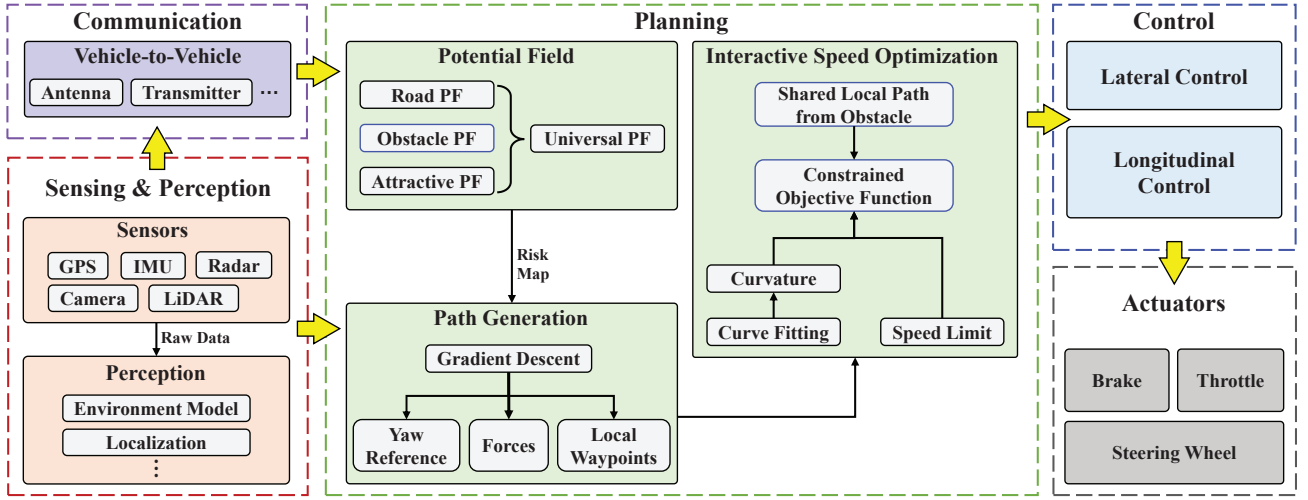 Communication
Vehicle-to-Vehicle
Antenna
Transmitter
...
Sensing & Perception
Sensors
GPS
IMU
Radar
Camera
LiDAR
Raw Data
Perception
Environment Model
Localization
⋮
Planning
Potential Field
Road PF
Obstacle PF
Attractive PF
Universal PF
Risk
Map
Path Generation
Gradient Descent
Yaw
Reference
Forces
Local
Waypoints
Interactive Speed Optimization
Shared Local Path
from Obstacle
Constrained
Objective Function
Curvature
Curve Fitting
Speed Limit
Control
Lateral Control
Longitudinal
Control
Actuators
Brake
Throttle
Steering Wheel